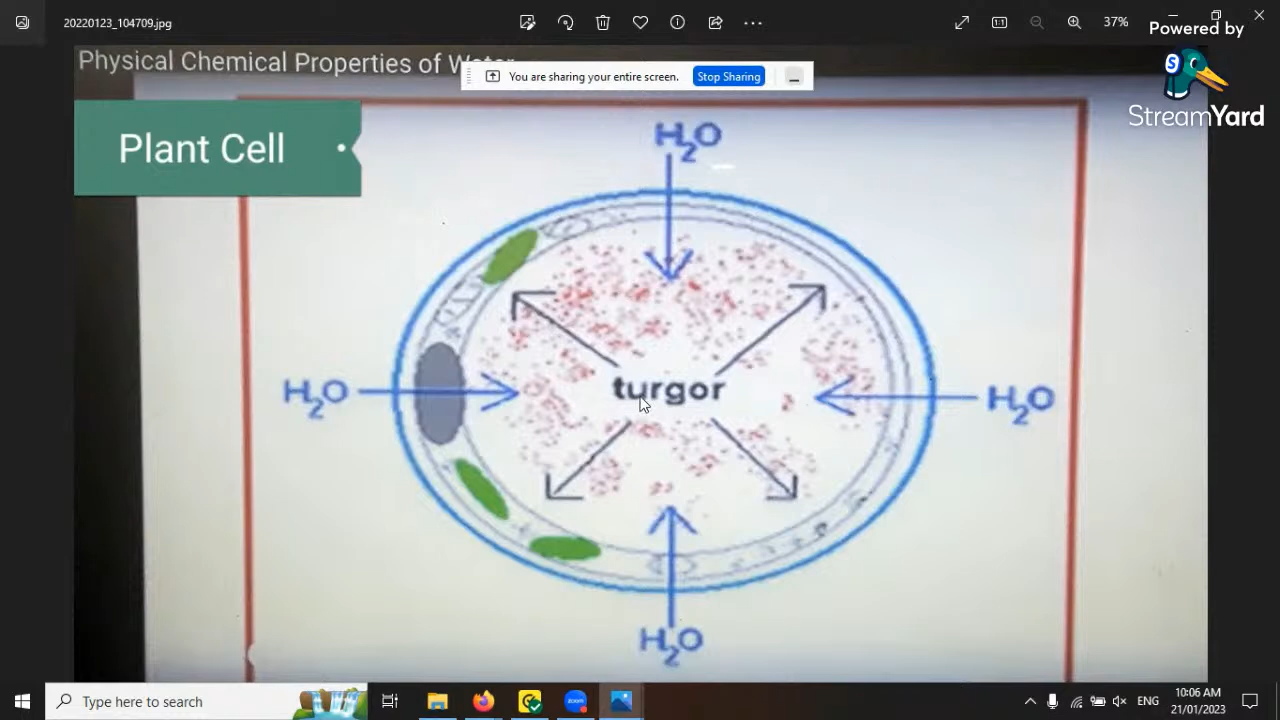 20220123_104709.jpg
37%
Powered by
StreamYard
Physical Chemical Properties of
You are sharing your entire screen.
Stop Sharing
Plant Cell
H₂O
turgor
H₂O
H₂O
H₂O
Type here to search
zoom
ENG
10:06 AM
21/01/2023